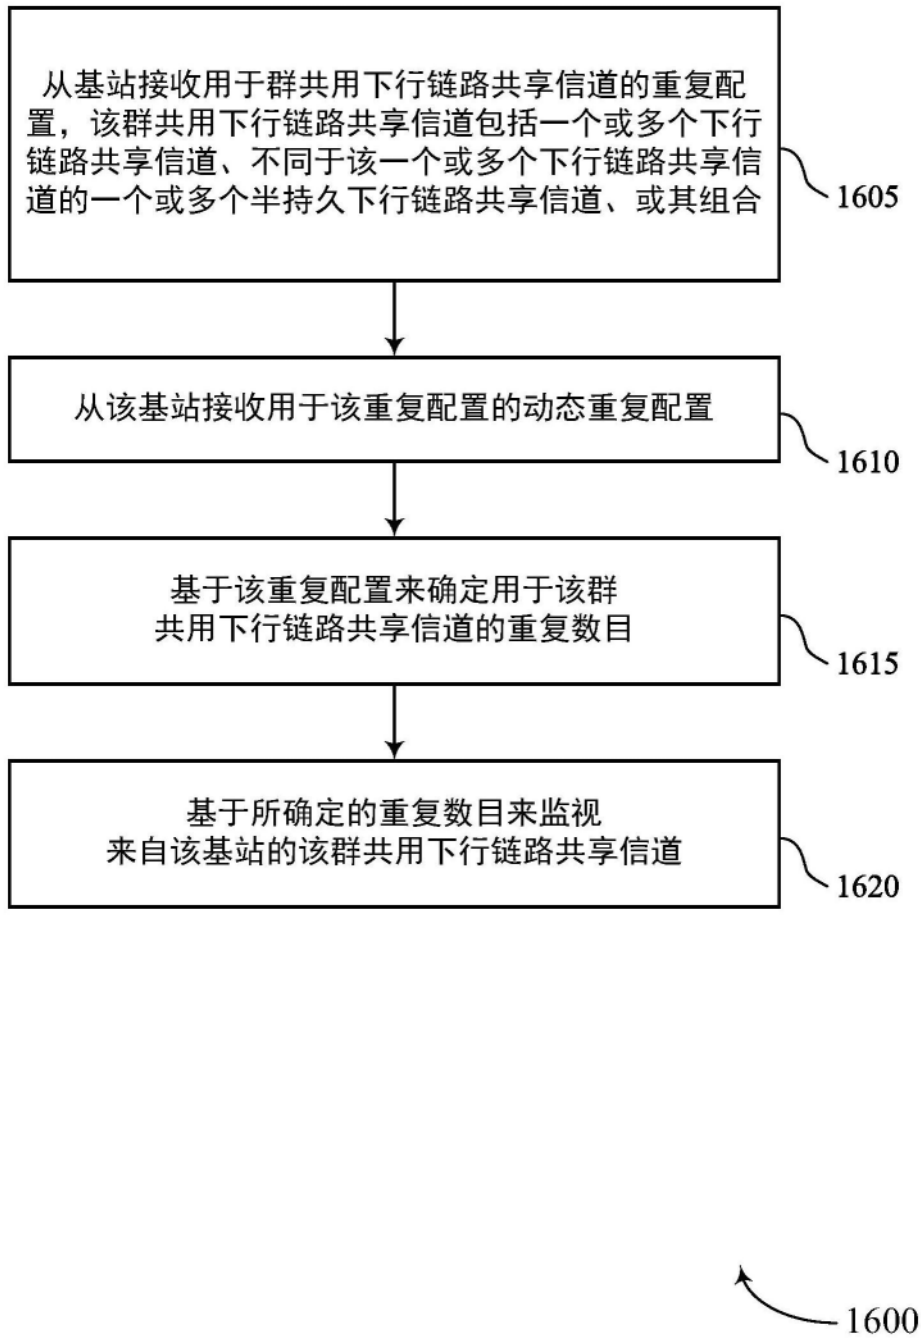 从基站接收用于群共用下行链路共享信道的重复配
置，该群共用下行链路共享信道包括一个或多个下行
链路共享信道、不同于该一个或多个下行链路共享信
道的一个或多个半持久下行链路共享信道、或其组合
1605
从该基站接收用于该重复配置的动态重复配置
1610
基于该重复配置来确定用于该群
共用下行链路共享信道的重复数目
1615
基于所确定的重复数目来监视
来自该基站的该群共用下行链路共享信道
1620
1600